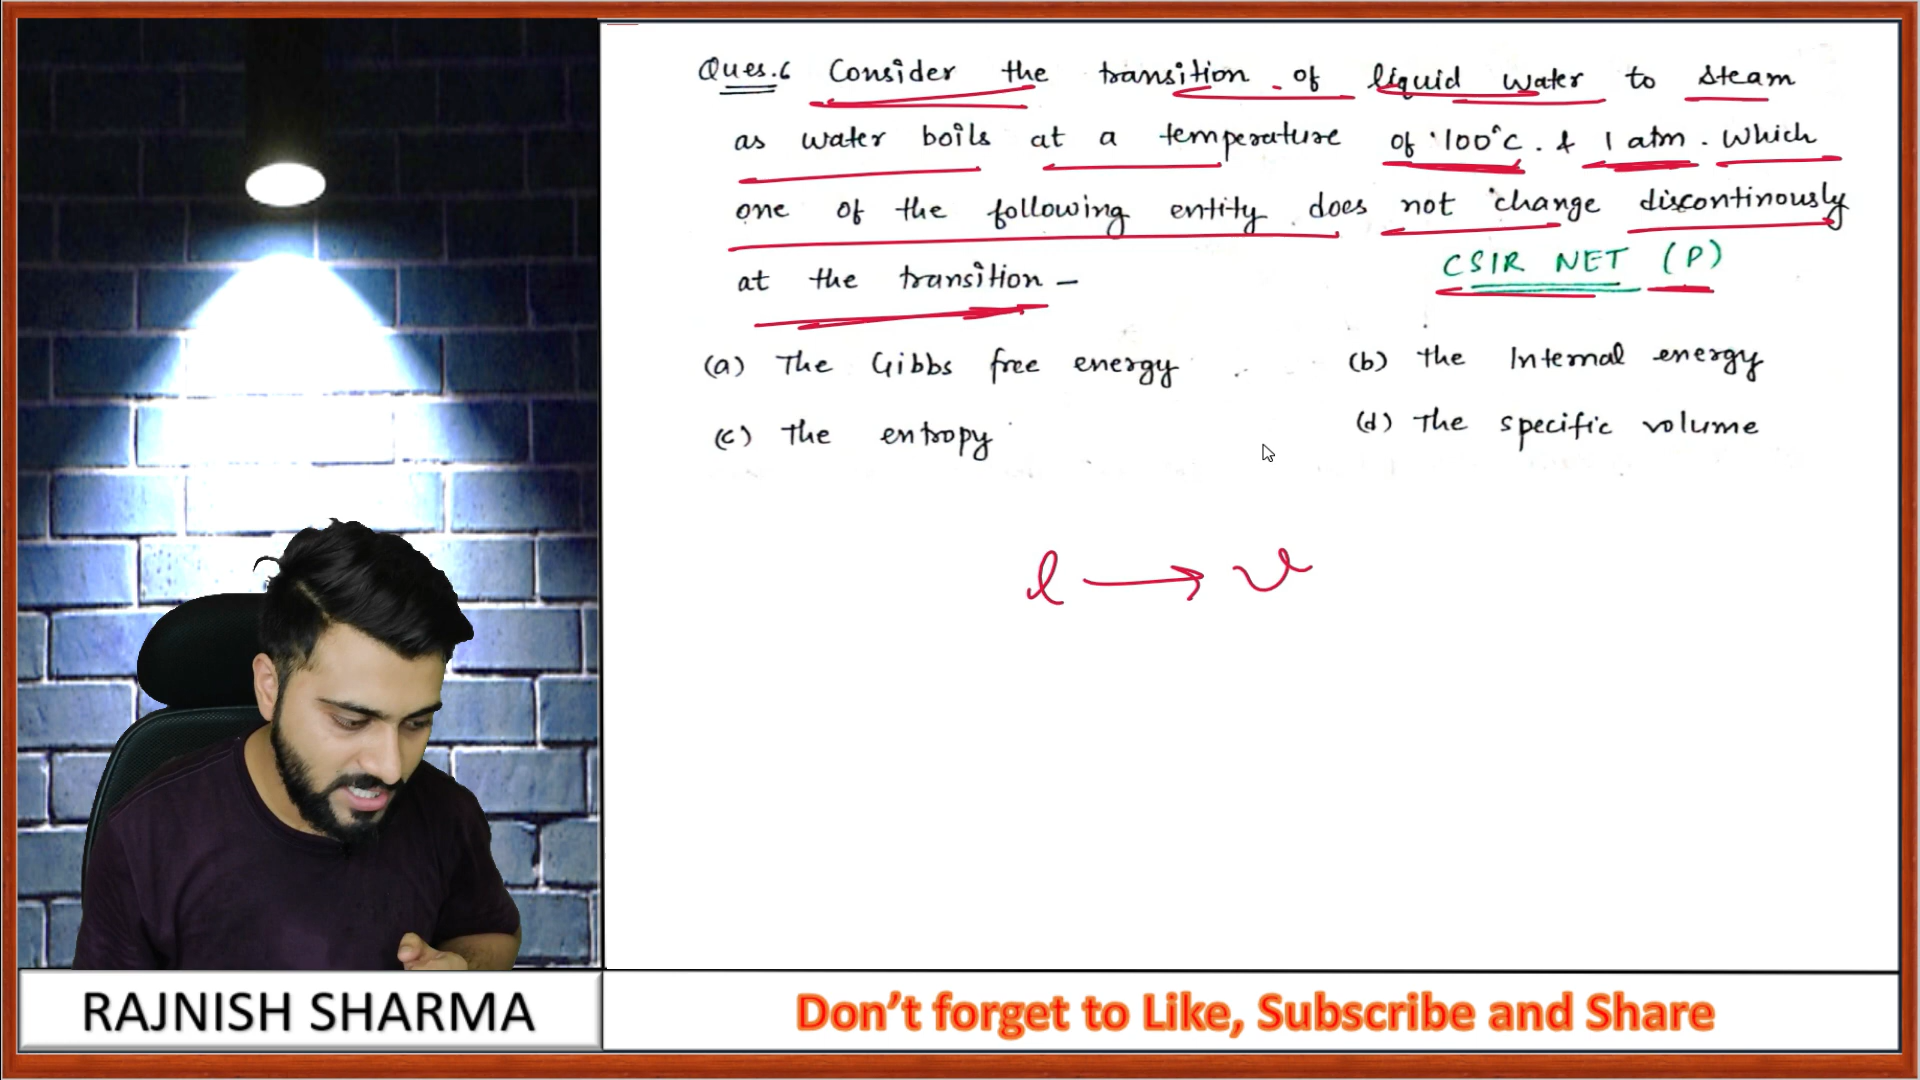 Ques.6 Consider the transition of liquid water to steam
as water boils at a temperature of 100°C. & 1 atm. Which
one of the following entity does not change discontinously
at the transition -
CSIR NET (P)
(a) The Gibbs free energy (b) the Internal energy
(c) the entropy (d) The specific volume
l → v
RAJNISH SHARMA
Don't forget to Like, Subscribe and Share